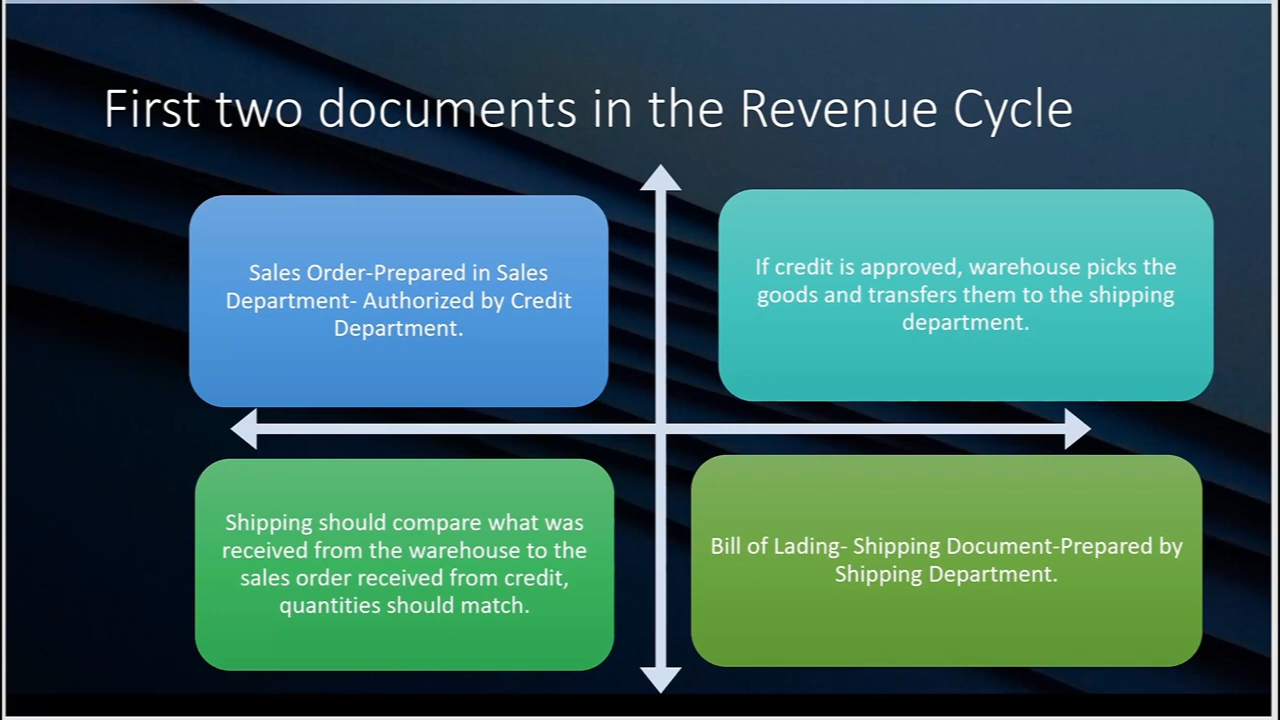 First two documents in the Revenue Cycle
Sales Order-Prepared in Sales
Department- Authorized by Credit
Department.
If credit is approved, warehouse picks the
goods and transfers them to the shipping
department.
Shipping should compare what was
received from the warehouse to the
sales order received from credit,
quantities should match.
Bill of Lading- Shipping Document-Prepared by
Shipping Department.